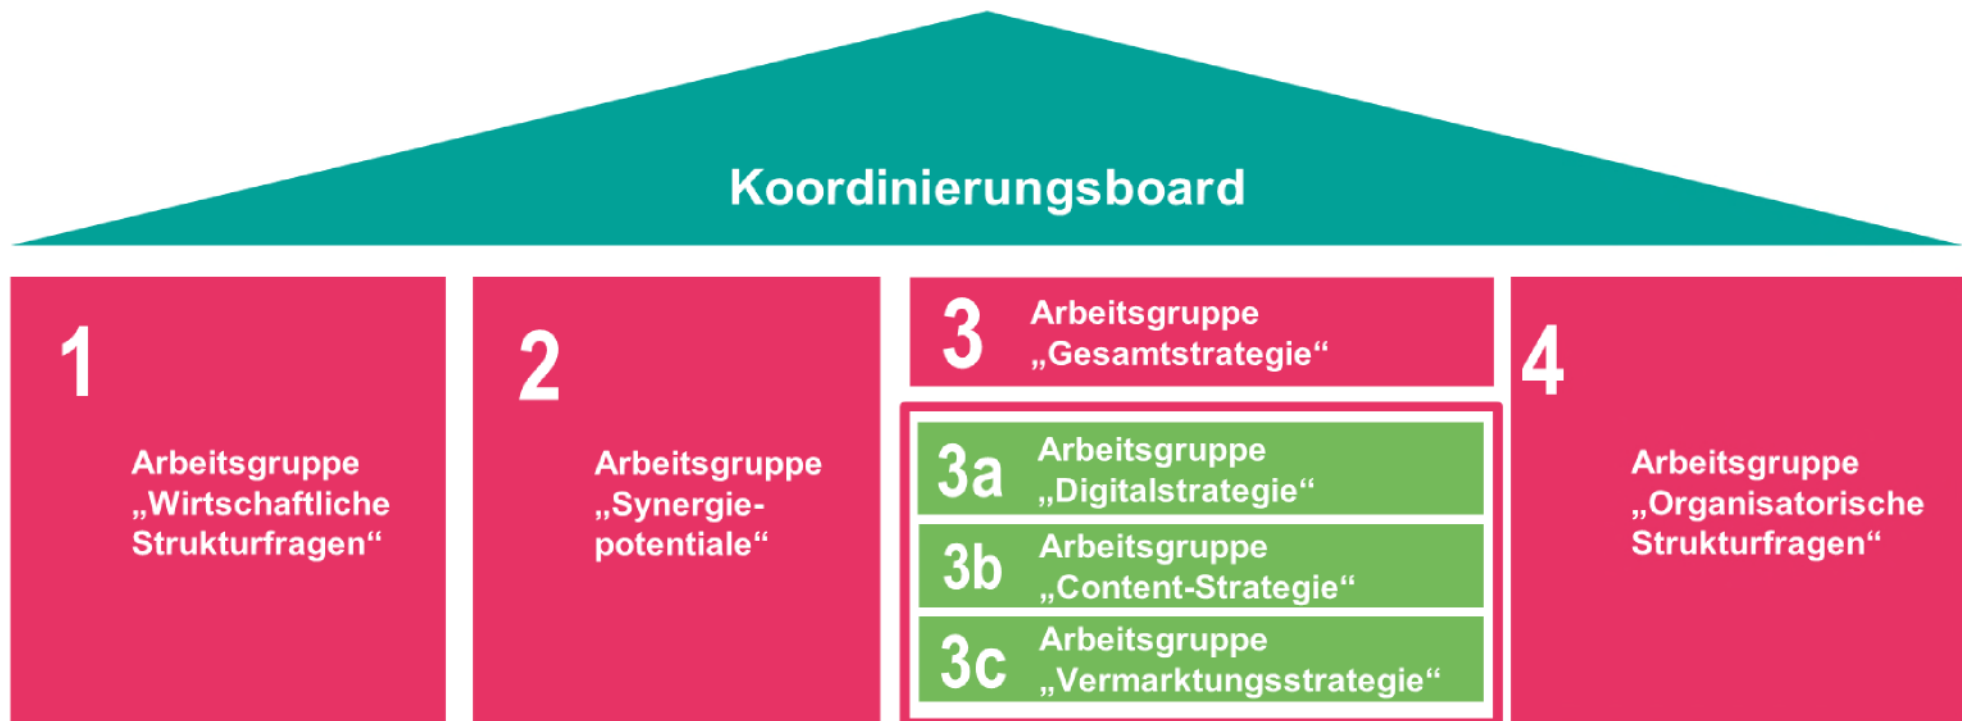 Koordinierungsboard
1
Arbeitsgruppe
„Wirtschaftliche
Strukturfragen“
2
Arbeitsgruppe
„Synergie-
potentiale“
3
Arbeitsgruppe
„Gesamtstrategie“
3a
Arbeitsgruppe
„Digitalstrategie“
3b
Arbeitsgruppe
„Content-Strategie“
3c
Arbeitsgruppe
„Vermarktungsstrategie“
4
Arbeitsgruppe
„Organisatorische
Strukturfragen“